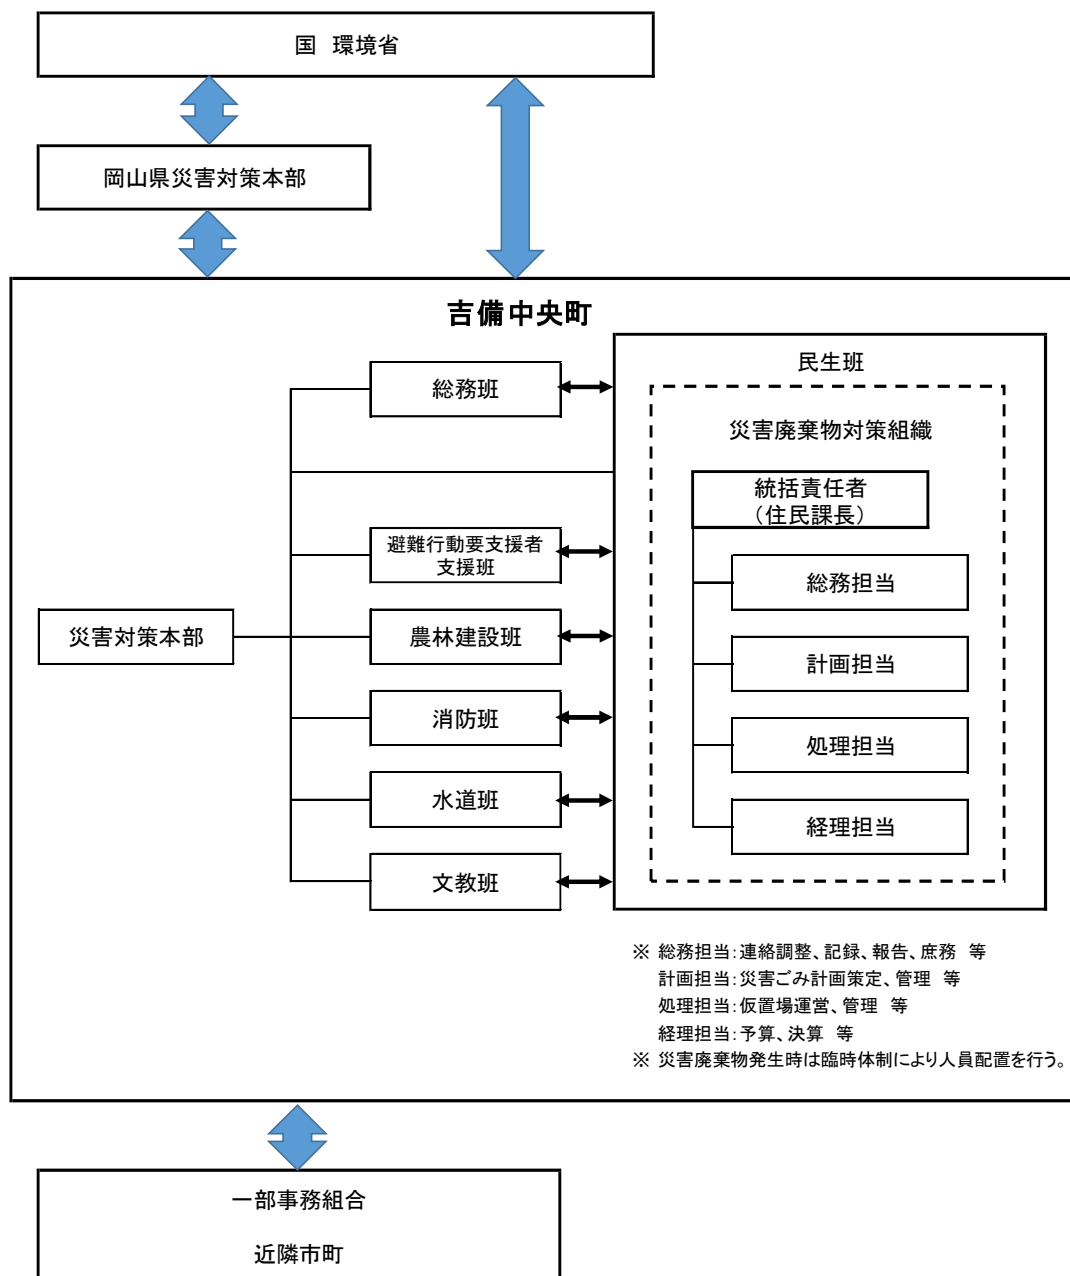 国　環境省
岡山県災害対策本部
吉備中央町
災害対策本部
総務班
避難行動要支援者
支援班
農林建設班
消防班
水道班
文教班
民生班
災害廃棄物対策組織
統括責任者
（住民課長）
総務担当
計画担当
処理担当
経理担当
※ 総務担当：連絡調整、記録、報告、庶務　等
計画担当：災害ごみ計画策定、管理　等
処理担当：仮置場運営、管理　等
経理担当：予算、決算　等
※ 災害廃棄物発生時は臨時体制により人員配置を行う。
一部事務組合
近隣市町